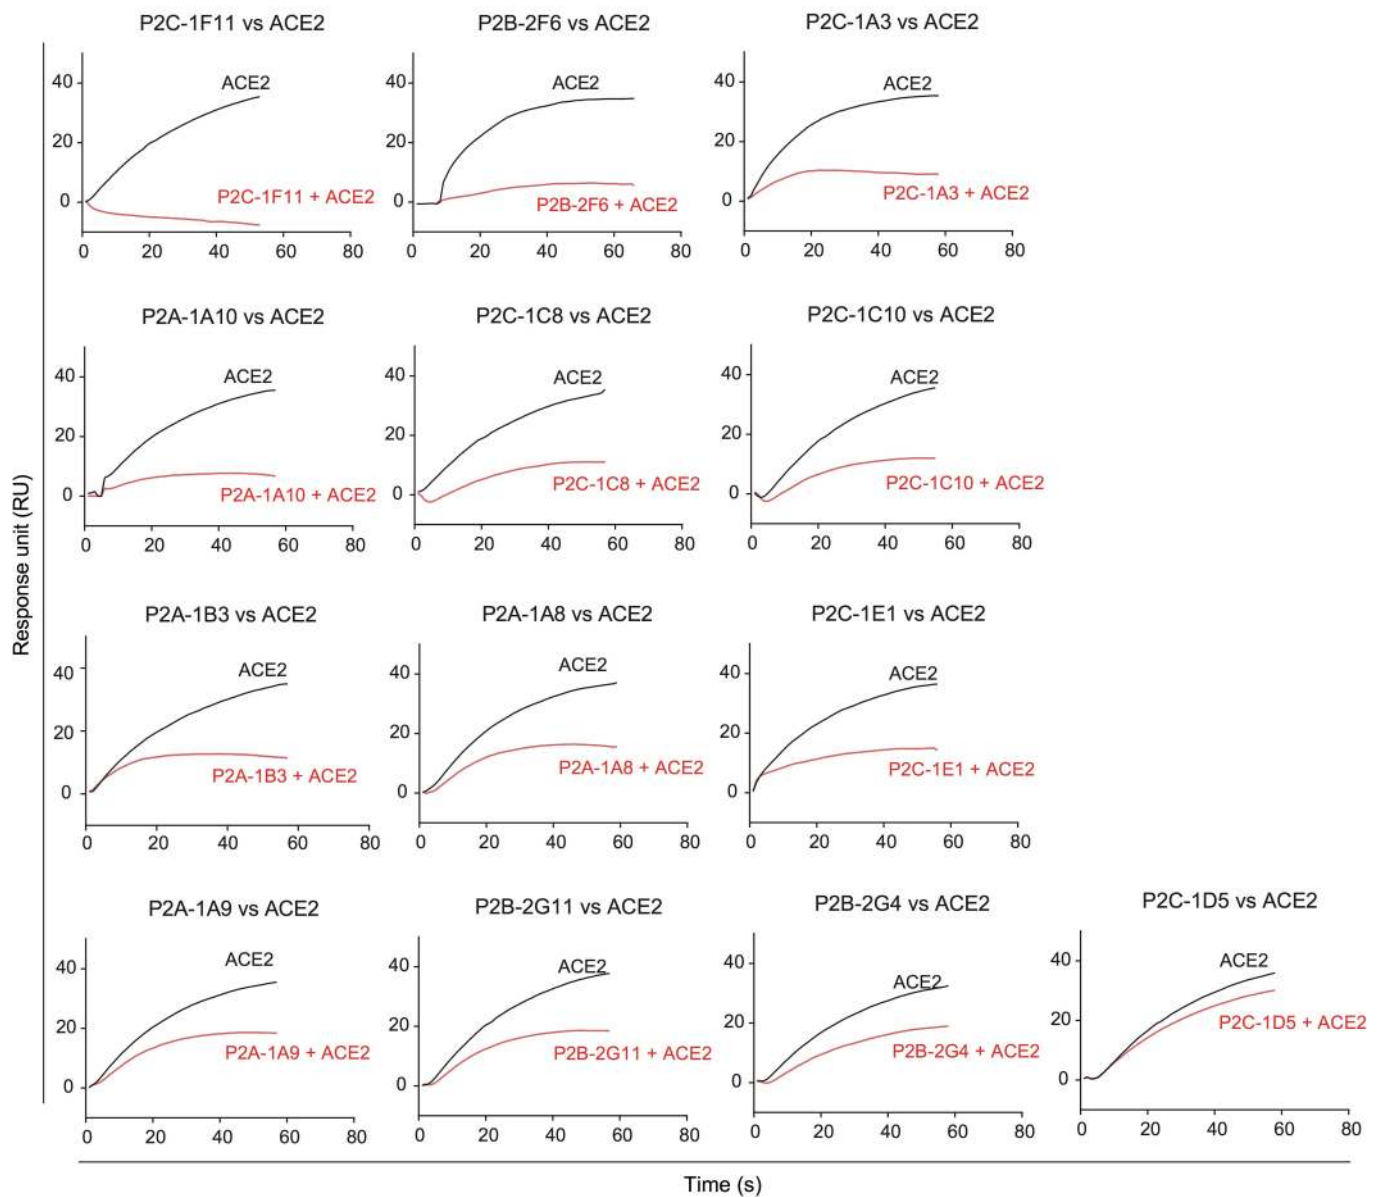 P2C-1F11 vs ACE2
P2B-2F6 vs ACE2
P2C-1A3 vs ACE2
40
20
0
ACE2
P2C-1F11 + ACE2
0 20 40 60 80
40
20
0
ACE2
P2B-2F6 + ACE2
0 20 40 60 80
40
20
0
ACE2
P2C-1A3 + ACE2
0 20 40 60 80
P2A-1A10 vs ACE2
P2C-1C8 vs ACE2
P2C-1C10 vs ACE2
40
20
0
ACE2
P2A-1A10 + ACE2
0 20 40 60 80
40
20
0
ACE2
P2C-1C8 + ACE2
0 20 40 60 80
40
20
0
ACE2
P2C-1C10 + ACE2
0 20 40 60 80
Response unit (RU)
P2A-1B3 vs ACE2
P2A-1A8 vs ACE2
P2C-1E1 vs ACE2
40
20
0
ACE2
P2A-1B3 + ACE2
0 20 40 60 80
40
20
0
ACE2
P2A-1A8 + ACE2
0 20 40 60 80
40
20
0
ACE2
P2C-1E1 + ACE2
0 20 40 60 80
P2A-1A9 vs ACE2
P2B-2G11 vs ACE2
P2B-2G4 vs ACE2
P2C-1D5 vs ACE2
40
20
0
ACE2
P2A-1A9 + ACE2
0 20 40 60 80
40
20
0
ACE2
P2B-2G11 + ACE2
0 20 40 60 80
40
20
0
ACE2
P2B-2G4 + ACE2
0 20 40 60 80
40
20
0
ACE2
P2C-1D5 + ACE2
0 20 40 60 80
Time (s)